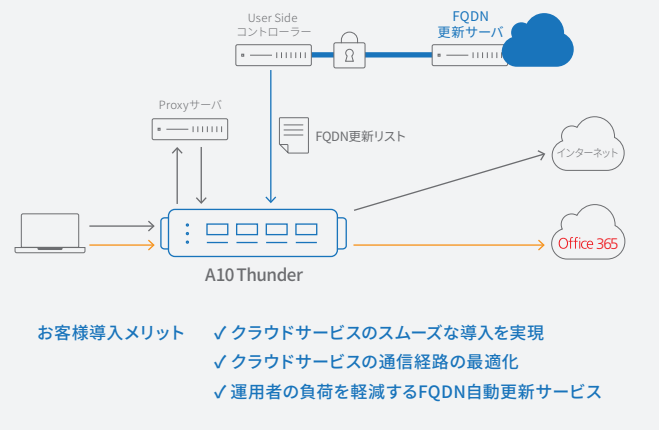 User Side
コントローラー
FQDN
更新サーバ
Proxyサーバ
FQDN更新リスト
インターネット
Office 365
A10 Thunder
お客様導入メリット
✓ クラウドサービスのスムーズな導入を実現
✓ クラウドサービスの通信経路の最適化
✓ 運用者の負荷を軽減するFQDN自動更新サービス